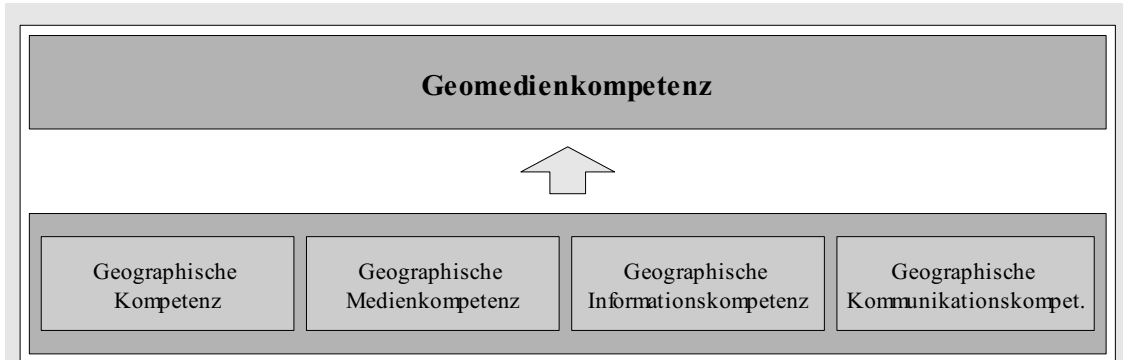 Geomedienkompetenz
Geographische
Kompetenz
Geographische
Medienkompetenz
Geographische
Informationskompetenz
Geographische
Kommunikationskompet.